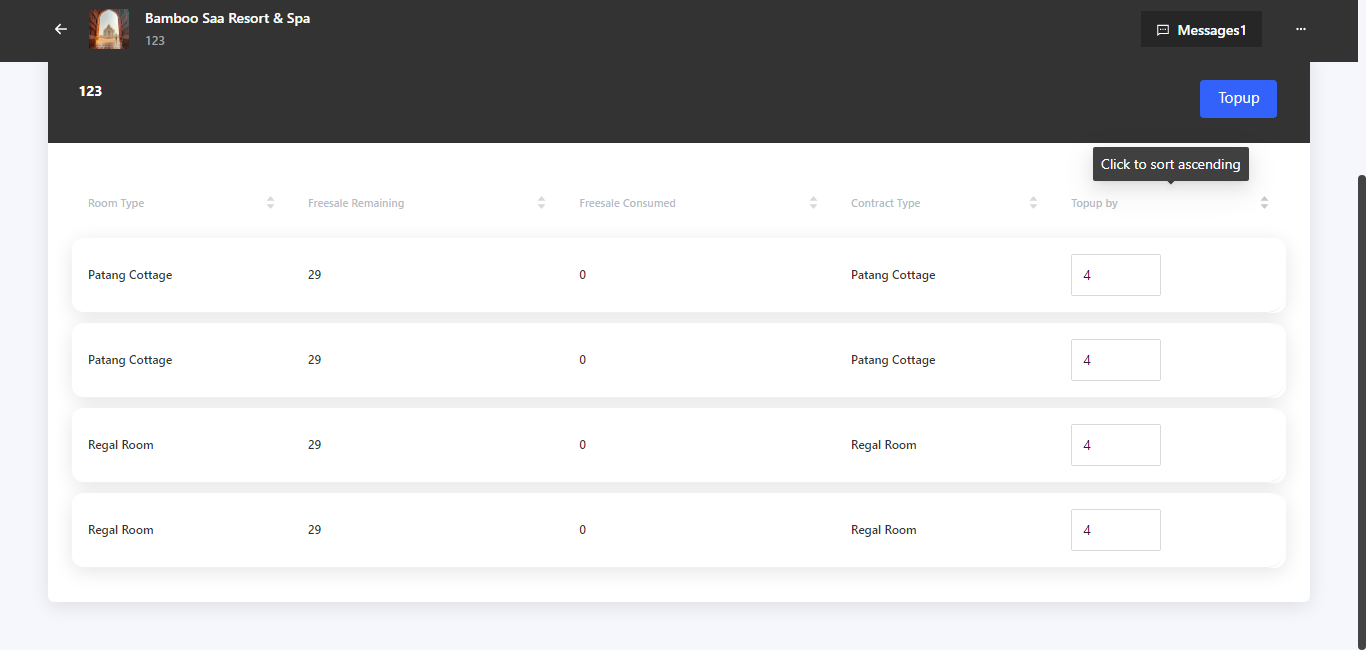 Bamboo Saa Resort & Spa
123
Messages1
123
Topup
Click to sort ascending
Room Type Freesale Remaining Freesale Consumed Contract Type Topup by
Patang Cottage 29 0 Patang Cottage 4
Patang Cottage 29 0 Patang Cottage 4
Regal Room 29 0 Regal Room 4
Regal Room 29 0 Regal Room 4